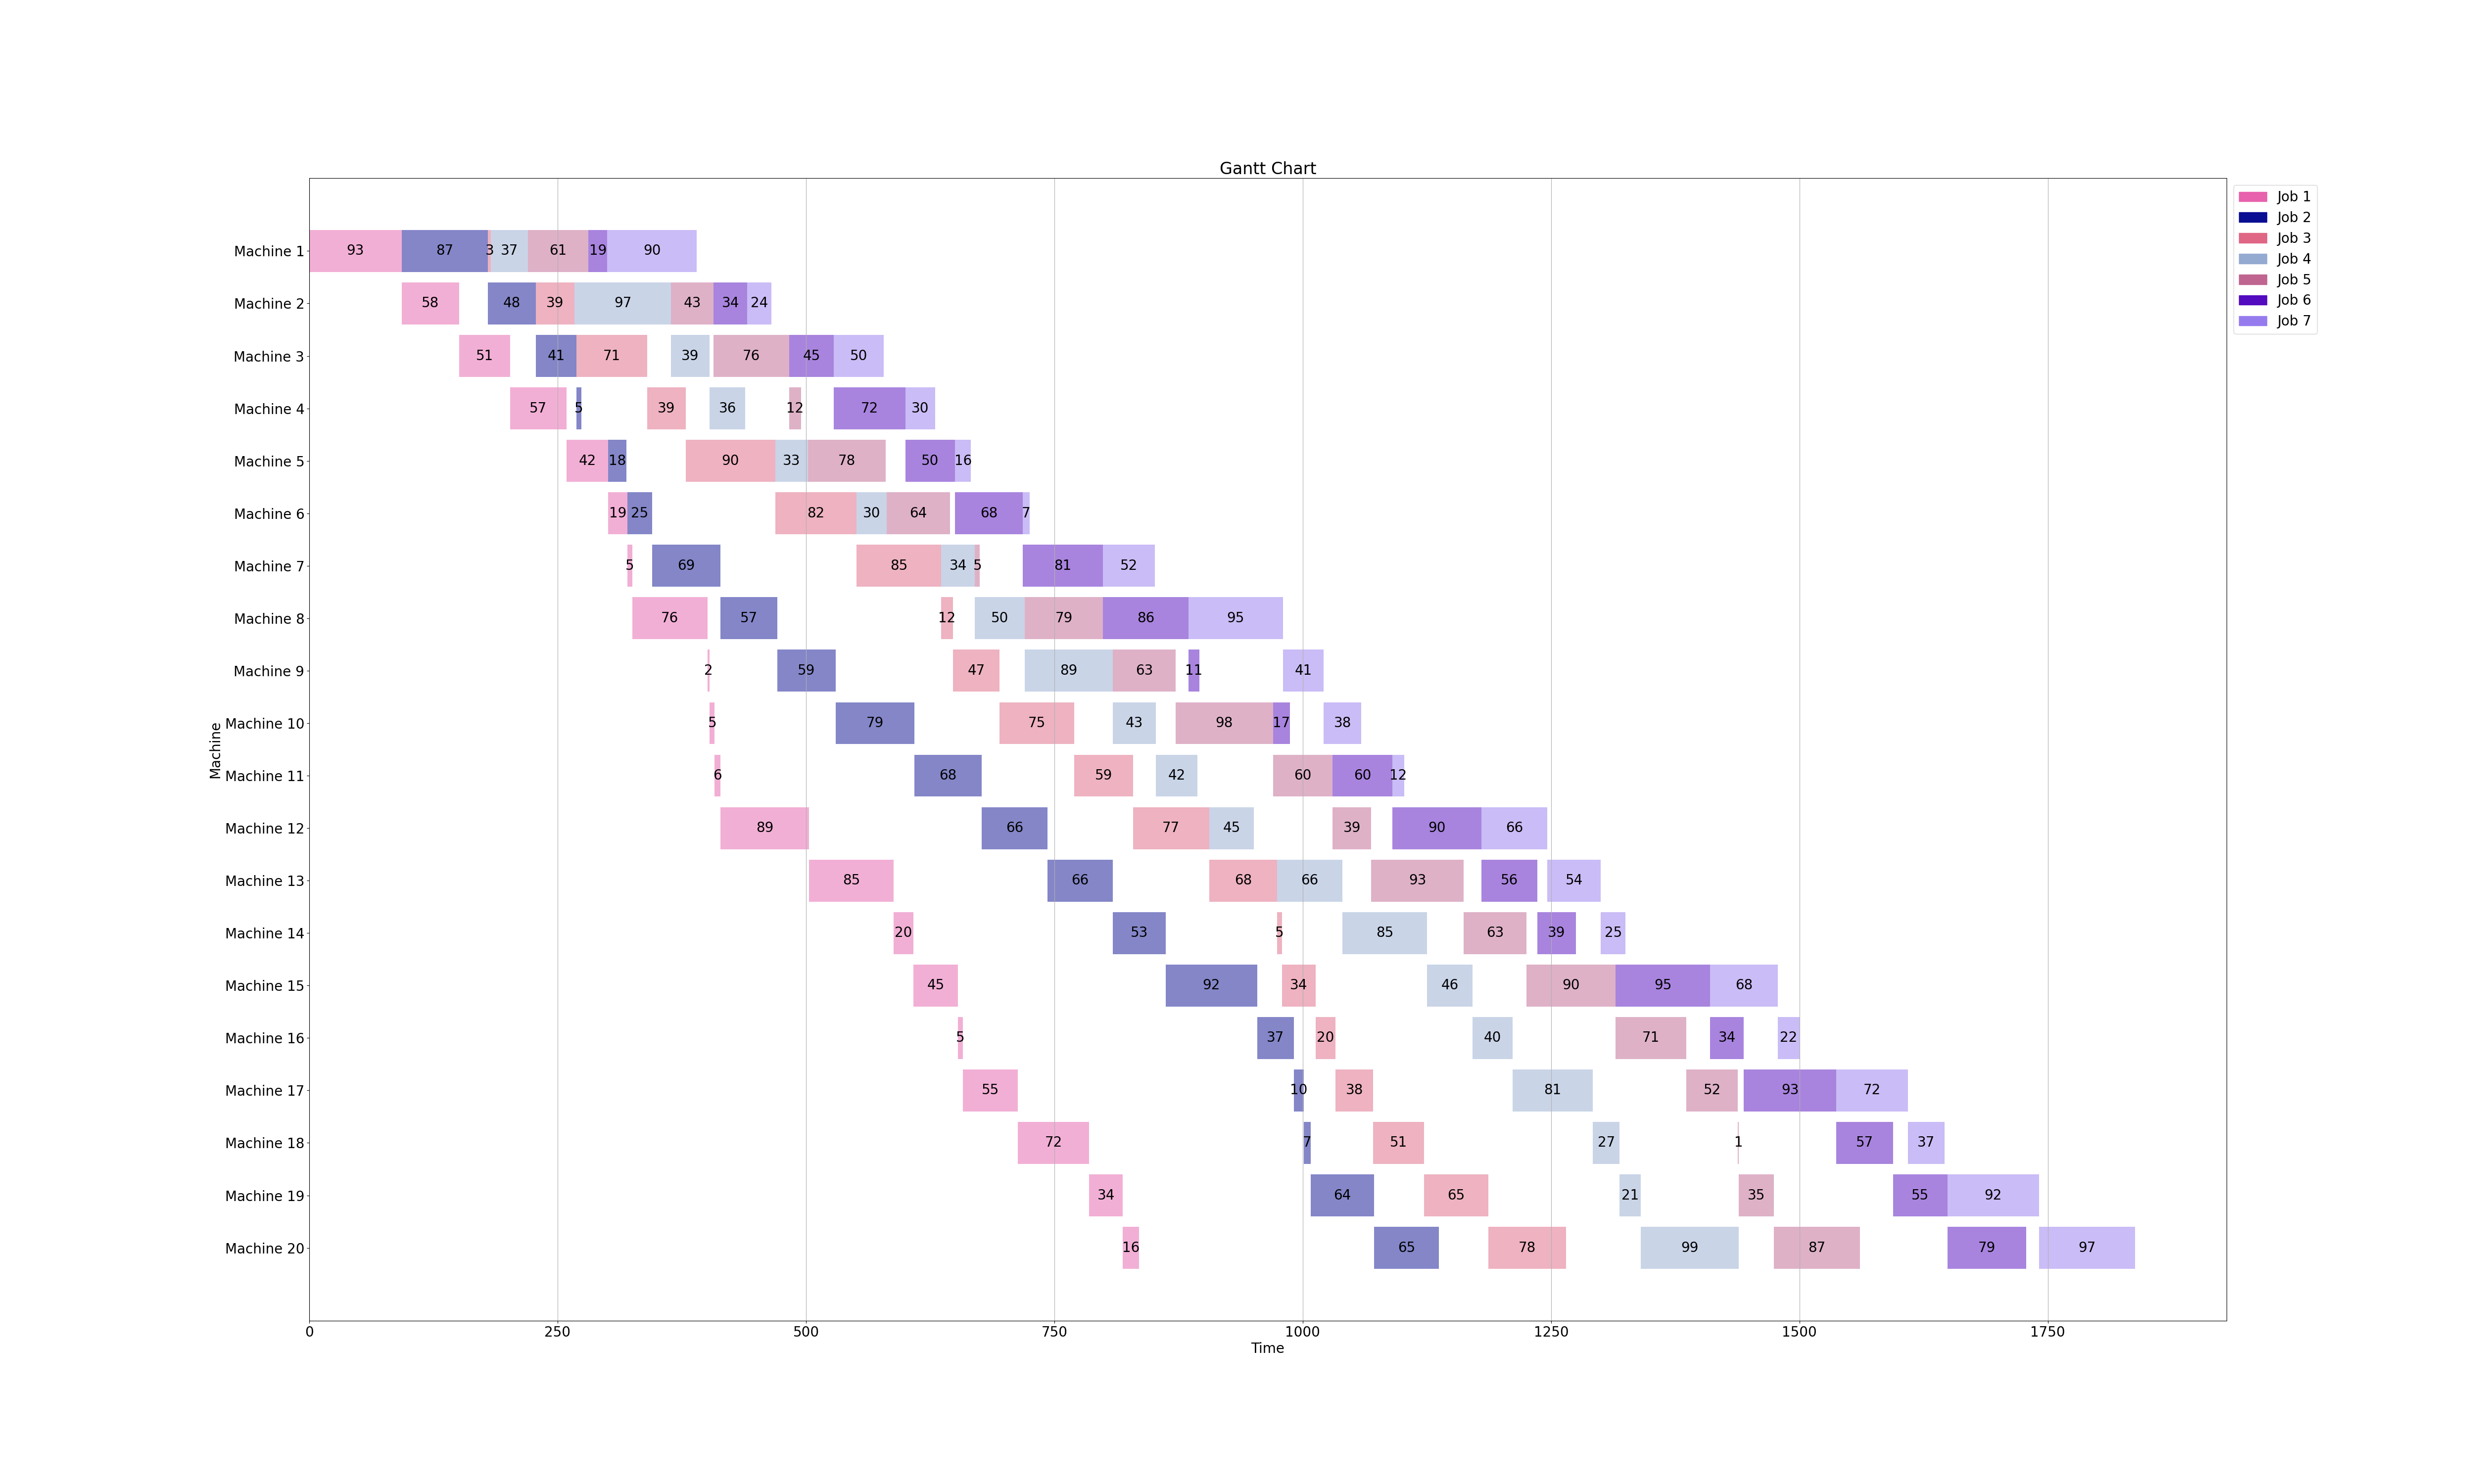 Gantt Chart
Job 1
Job 2
Job 3
Job 4
Job 5
Job 6
Job 7
Machine 1 93 87 3 37 61 19 90
Machine 2 58 48 39 97 43 34 24
Machine 3 51 41 71 39 76 45 50
Machine 4 57 5 39 36 12 72 30
Machine 5 42 18 90 33 78 50 16
Machine 6 19 25 82 30 64 68 7
Machine 7 5 69 85 34 5 81 52
Machine 8 76 57 12 50 79 86 95
Machine 9 2 59 47 89 63 11 41
Machine 10 5 79 75 43 98 17 38
Machine 11 6 68 59 42 60 60 12
Machine 12 89 66 77 45 39 90 66
Machine 13 85 66 68 66 93 56 54
Machine 14 20 53 5 85 63 39 25
Machine 15 45 92 34 46 90 95 68
Machine 16 5 37 20 40 71 34 22
Machine 17 55 10 38 81 52 93 72
Machine 18 72 7 51 27 1 57 37
Machine 19 34 64 65 21 35 55 92
Machine 20 16 65 78 99 87 79 97
Machine
0 250 500 750 1000 1250 1500 1750
Time